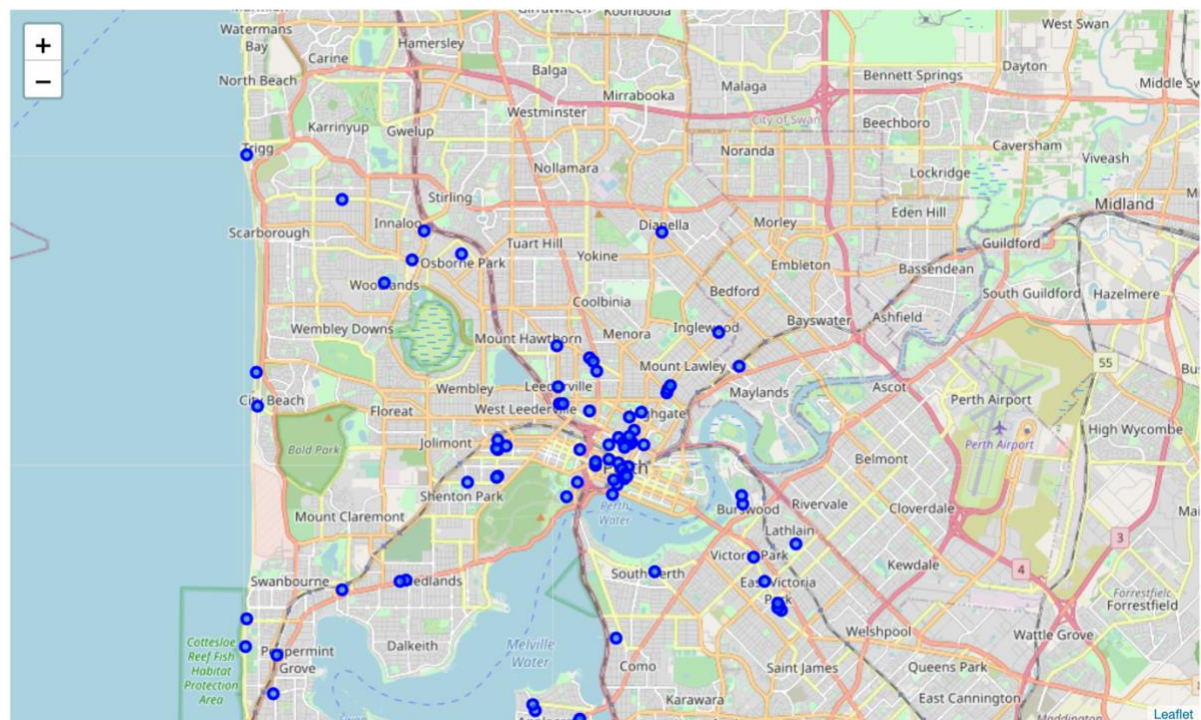 +
−
Watermans
Bay
Hamersley
Koondoola
West Swan
Carine
Balga
Dayton
North Beach
Mirrabooka
Malaga
Bennett Springs
Middle Sw
Westminster
City of Swan
Karrinyup
Gwelup
Beechboro
Trigg
Noranda
Caversham
Nollamara
Viveash
Lockridge
Stirling
Midland
Eden Hill
Innaloo
Dianella
Morley
Scarborough
Tuart Hill
Guildford
Yokine
Osborne Park
Embleton
Bassendean
Woodlands
Bedford
South Guildford
Hazelmere
Coolbinia
Wembley Downs
Mount Hawthorn
Menora
Inglewood
Bayswater
Ashfield
Mount Lawley
55
Wembley
Leederville
Maylands
Ascot
City Beach
Floreat
West Leederville
ghgate
Perth Airport
High Wycombe
Bold Park
Jolimont
Perth Airport
Perth
Belmont
Shenton Park
Perth
Water
Burswood
Rivervale
Cloverdale
Mount Claremont
Lathlain
3
Victoria Park
Kewdale
4
Swanbourne
Nedlands
South Perth
East Victoria
Park
Forrestfield
Forrestfield
Cottesloe
Reef Fish
Habitat
Protection
Area
Peppermint
Grove
Dalkeith
Melville
Water
Como
Welshpool
Wattle Grove
Saint James
Queens Park
Karawara
East Cannington
Leaflet